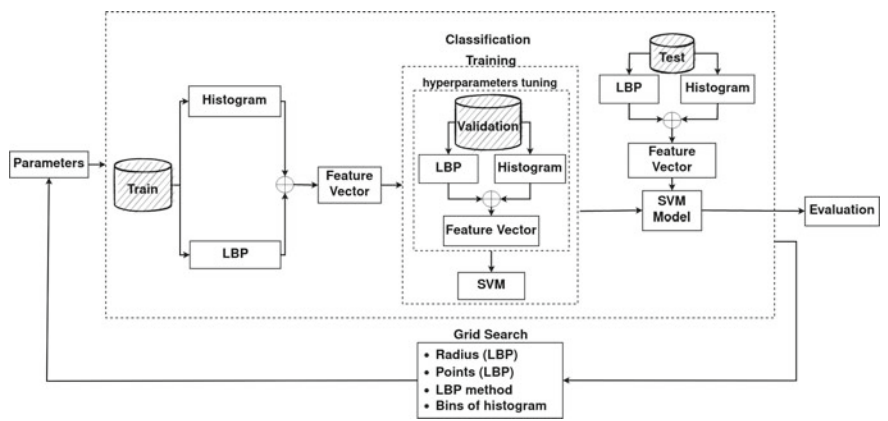 Classification
Training
hyperparameters tuning
Parameters
Train
Histogram
LBP
Feature
Vector
Validation
LBP
Histogram
Feature Vector
SVM
Test
LBP
Histogram
Feature
Vector
SVM
Model
Evaluation
Grid Search
• Radius (LBP)
• Points (LBP)
• LBP method
• Bins of histogram